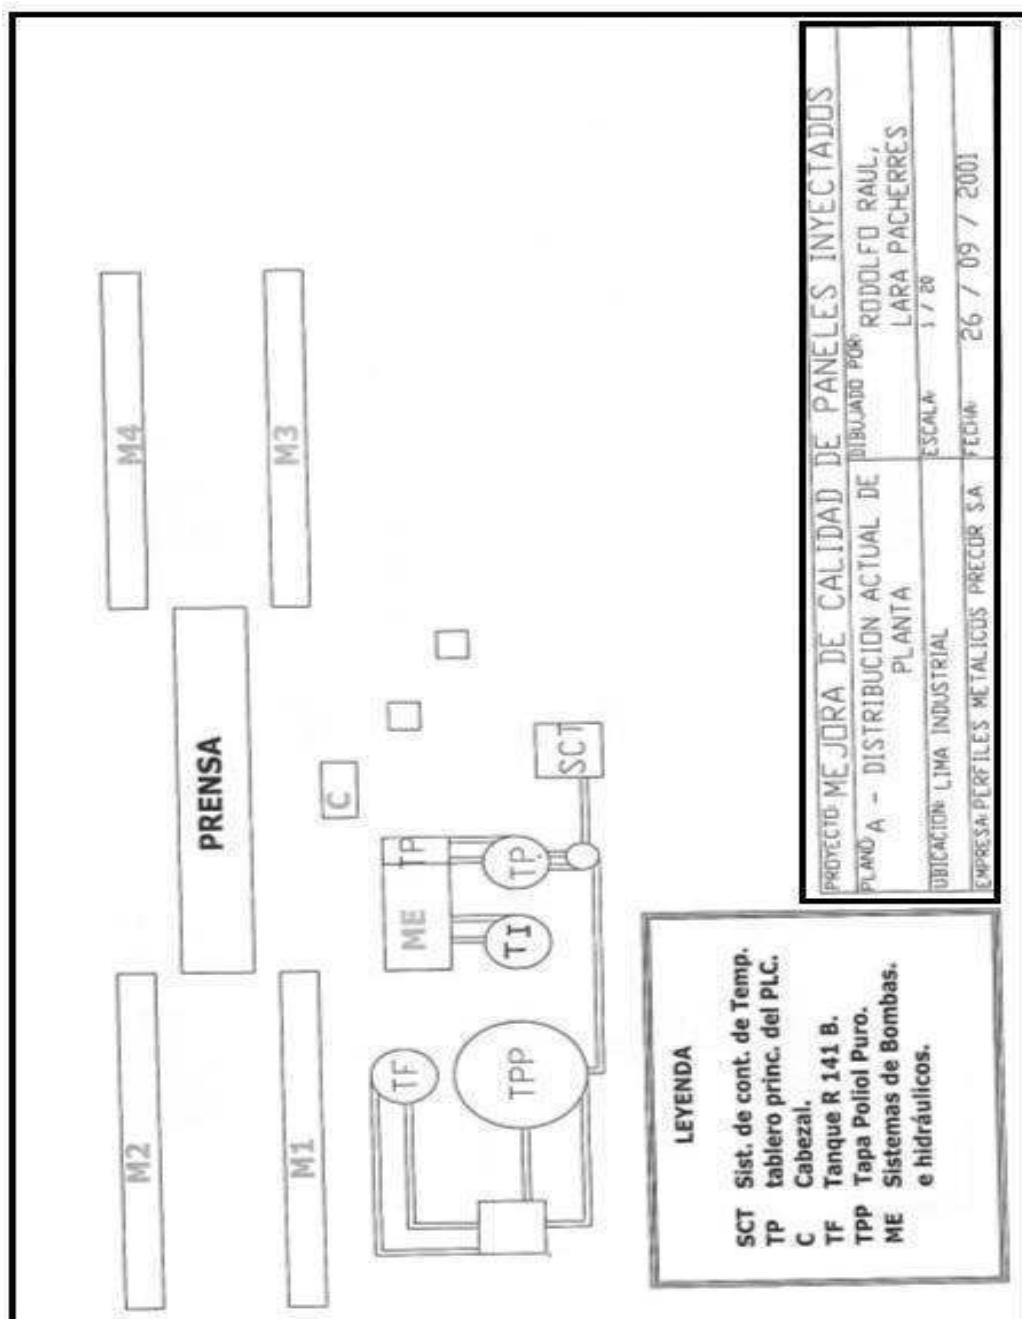 M2
M4
PRENSA
M1
M3
C
TF
ME
TP
TPP
TI
TP
SCT
LEYENDA
SCT Sist. de cont. de Temp.
TP tablero princ. del PLC.
C Cabezal.
TF Tanque R 141 B.
TPP Tapa Poliol Puro.
ME Sistemas de Bombas.
e hidráulicos.
PROYECTO: MEJORA DE CALIDAD DE PANELES INYECTADOS
PLANO: A - DISTRIBUCION ACTUAL DE
PLANTA
DIBUJADO POR: RODOLFO RAUL,
LARA PACHERRES
UBICACION: LIMA INDUSTRIAL
ESCALA: 1 / 20
EMPRESA: PERFILES METALICOS PRECOR SA
FECHA: 26 / 09 / 2001